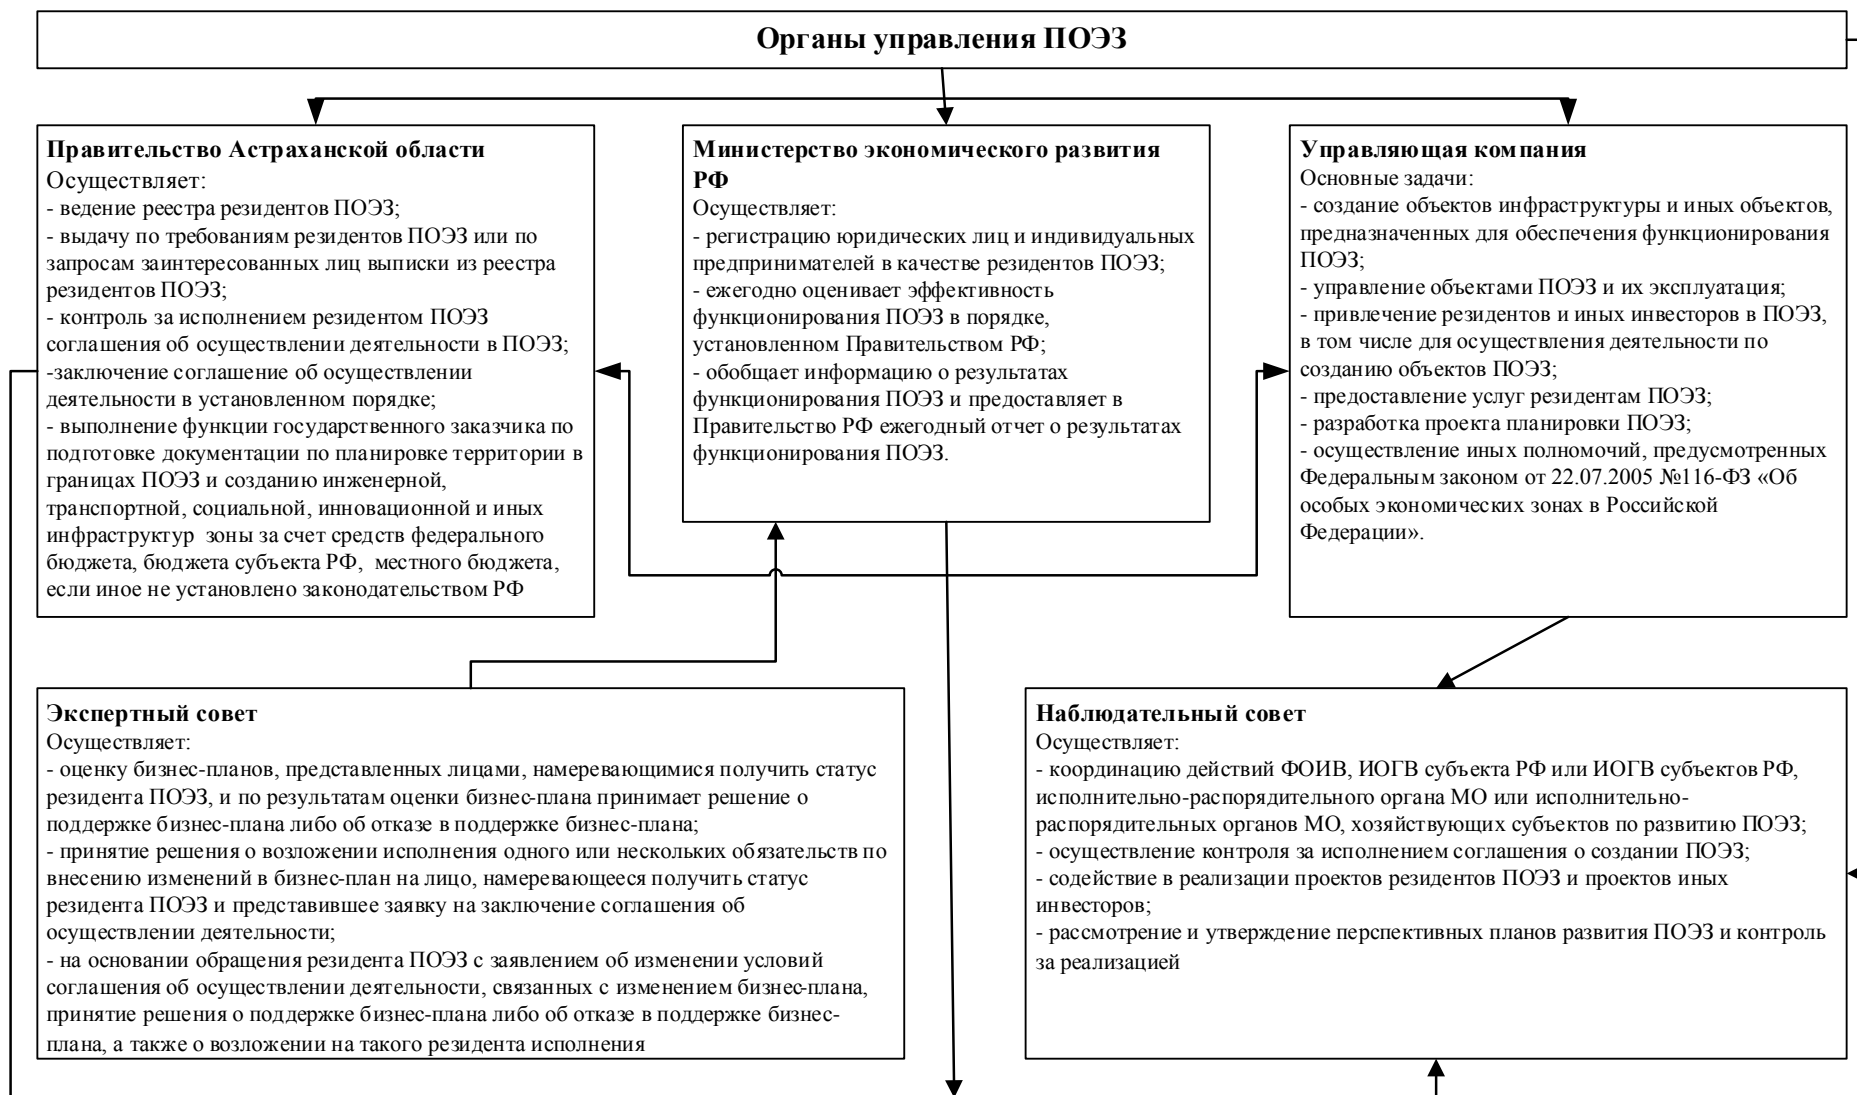 Органы управления ПОЭЗ
Правительство Астраханской области
Осуществляет:
- ведение реестра резидентов ПОЭЗ;
- выдачу по требованиям резидентов ПОЭЗ или по
запросам заинтересованных лиц выписки из реестра
резидентов ПОЭЗ;
- контроль за исполнением резидентом ПОЭЗ
соглашения об осуществлении деятельности в ПОЭЗ;
-заключение соглашение об осуществлении
деятельности в установленном порядке;
- выполнение функции государственного заказчика по
подготовке документации по планировке территории в
границах ПОЭЗ и созданию инженерной,
транспортной, социальной, инновационной и иных
инфраструктур зоны за счет средств федерального
бюджета, бюджета субъекта РФ, местного бюджета,
если иное не установлено законодательством РФ
Министерство экономического развития
РФ
Осуществляет:
- регистрацию юридических лиц и индивидуальных
предпринимателей в качестве резидентов ПОЭЗ;
- ежегодно оценивает эффективность
функционирования ПОЭЗ в порядке,
установленном Правительством РФ;
- обобщает информацию о результатах
функционирования ПОЭЗ и предоставляет в
Правительство РФ ежегодный отчет о результатах
функционирования ПОЭЗ.
Управляющая компания
Основные задачи:
- создание объектов инфраструктуры и иных объектов,
предназначенных для обеспечения функционирования
ПОЭЗ;
- управление объектами ПОЭЗ и их эксплуатация;
- привлечение резидентов и иных инвесторов в ПОЭЗ,
в том числе для осуществления деятельности по
созданию объектов ПОЭЗ;
- предоставление услуг резидентам ПОЭЗ;
- разработка проекта планировки ПОЭЗ;
- осуществление иных полномочий, предусмотренных
Федеральным законом от 22.07.2005 №116-ФЗ «Об
особых экономических зонах в Российской
Федерации».
Экспертный совет
Осуществляет:
- оценку бизнес-планов, представленных лицами, намеревающимися получить статус
резидента ПОЭЗ, и по результатам оценки бизнес-плана принимает решение о
поддержке бизнес-плана либо об отказе в поддержке бизнес-плана;
- принятие решения о возложении исполнения одного или нескольких обязательств по
внесению изменений в бизнес-план на лицо, намеревающееся получить статус
резидента ПОЭЗ и представившее заявку на заключение соглашения об
осуществлении деятельности;
- на основании обращения резидента ПОЭЗ с заявлением об изменении условий
соглашения об осуществлении деятельности, связанных с изменением бизнес-плана,
принятие решения о поддержке бизнес-плана либо об отказе в поддержке бизнес-
плана, а также о возложении на такого резидента исполнения
Наблюдательный совет
Осуществляет:
- координацию действий ФОИВ, ИОГВ субъекта РФ или ИОГВ субъектов РФ,
исполнительно-распорядительного органа МО или исполнительно-
распорядительных органов МО, хозяйствующих субъектов по развитию ПОЭЗ;
- осуществление контроля за исполнением соглашения о создании ПОЭЗ;
- содействие в реализации проектов резидентов ПОЭЗ и проектов иных
инвесторов;
- рассмотрение и утверждение перспективных планов развития ПОЭЗ и контроль
за реализацией